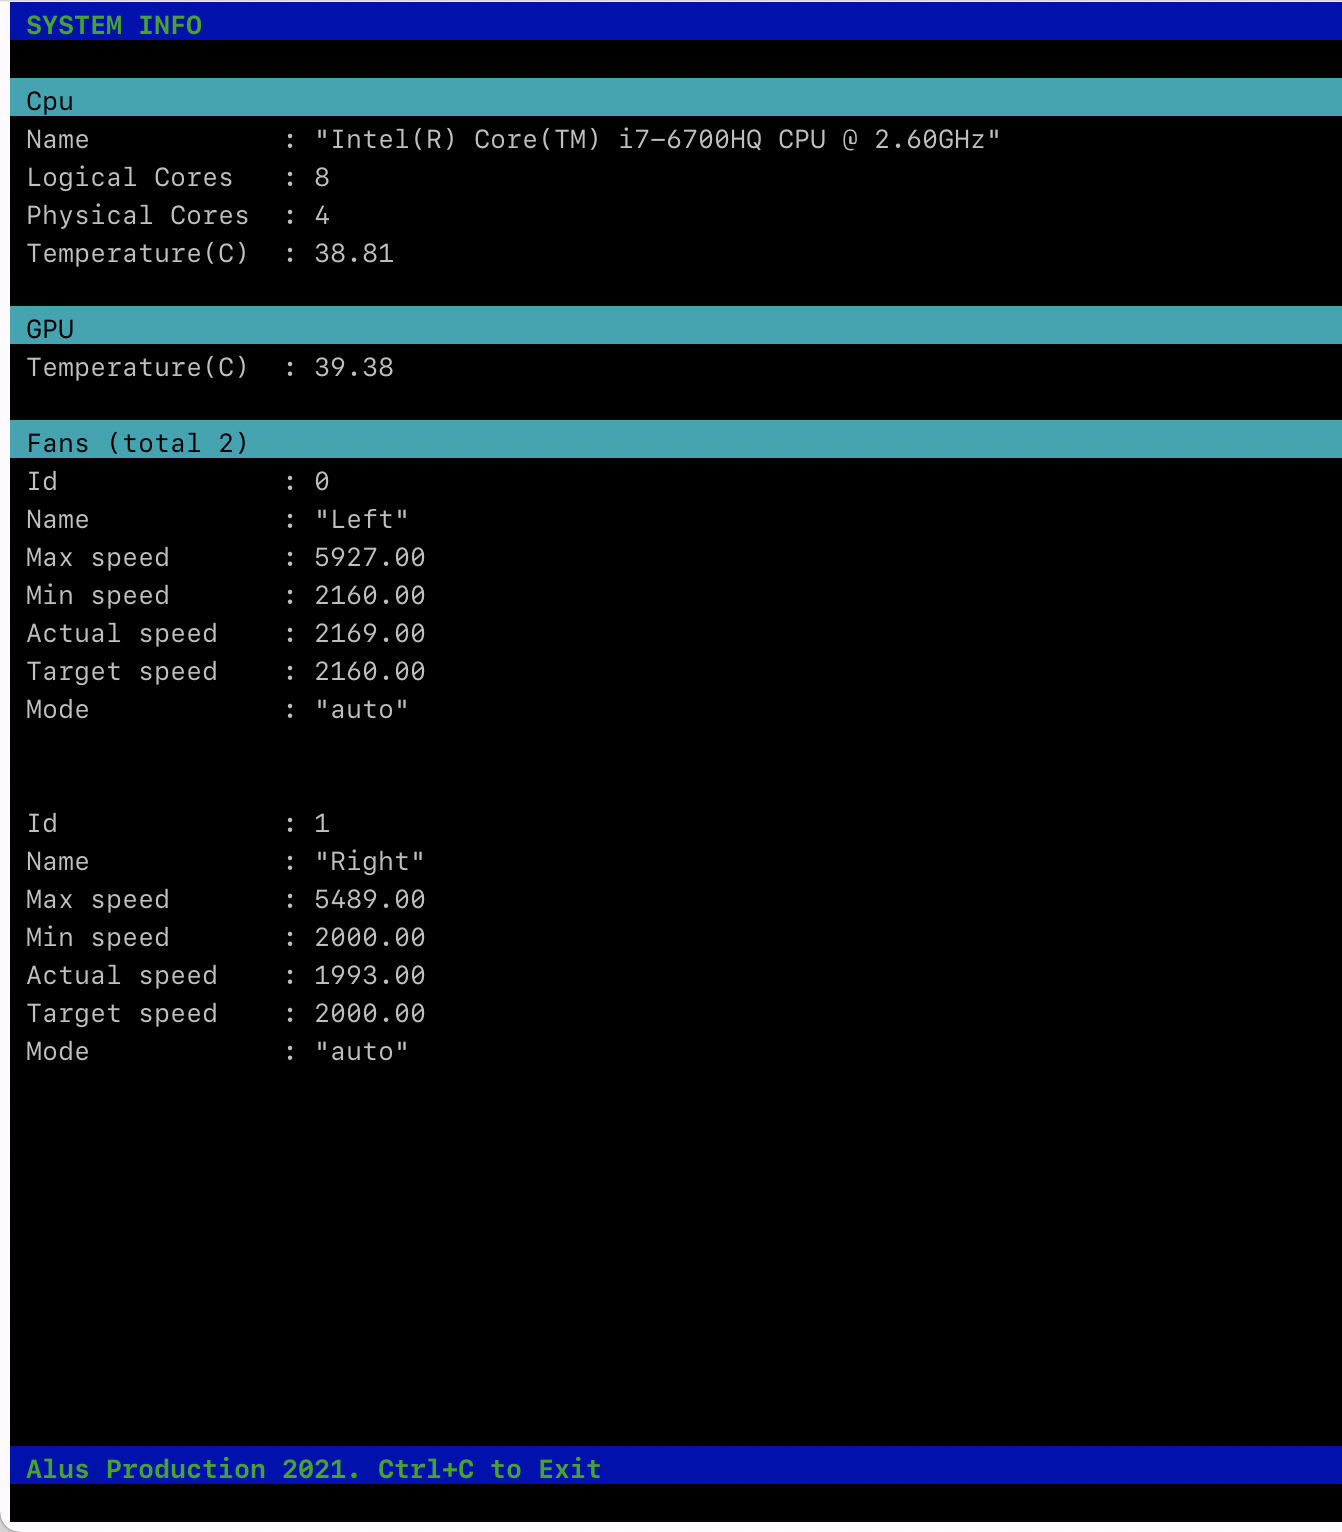 SYSTEM INFO
Cpu
Name : "Intel(R) Core(TM) i7-6700HQ CPU @ 2.60GHz"
Logical Cores : 8
Physical Cores : 4
Temperature(C) : 38.81
GPU
Temperature(C) : 39.38
Fans (total 2)
Id : 0
Name : "Left"
Max speed : 5927.00
Min speed : 2160.00
Actual speed : 2169.00
Target speed : 2160.00
Mode : "auto"
Id : 1
Name : "Right"
Max speed : 5489.00
Min speed : 2000.00
Actual speed : 1993.00
Target speed : 2000.00
Mode : "auto"
Alus Production 2021. Ctrl+C to Exit